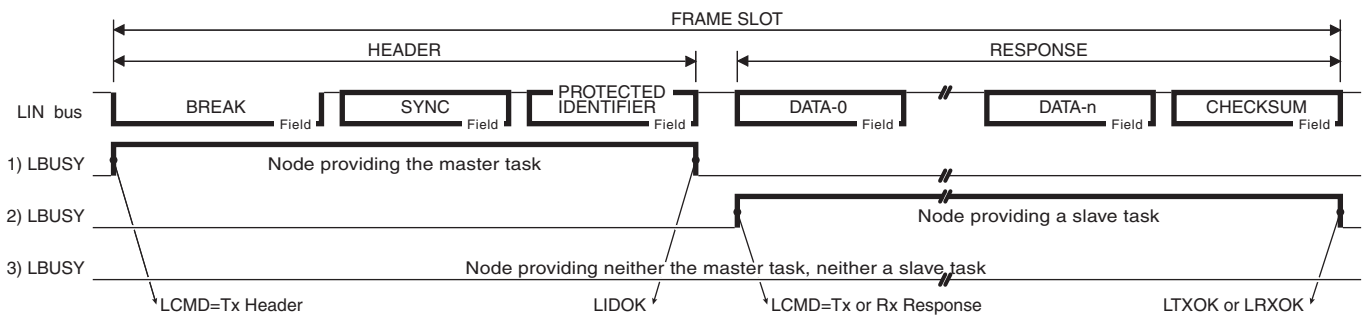 FRAME SLOT
HEADER
RESPONSE
LIN bus
BREAK
Field
SYNC
Field
PROTECTED
IDENTIFIER
Field
DATA-0
Field
DATA-n
Field
CHECKSUM
Field
1) LBUSY
Node providing the master task
2) LBUSY
Node providing a slave task
3) LBUSY
Node providing neither the master task, neither a slave task
LCMD=Tx Header
LIDOK
LCMD=Tx or Rx Response
LTXOK or LRXOK